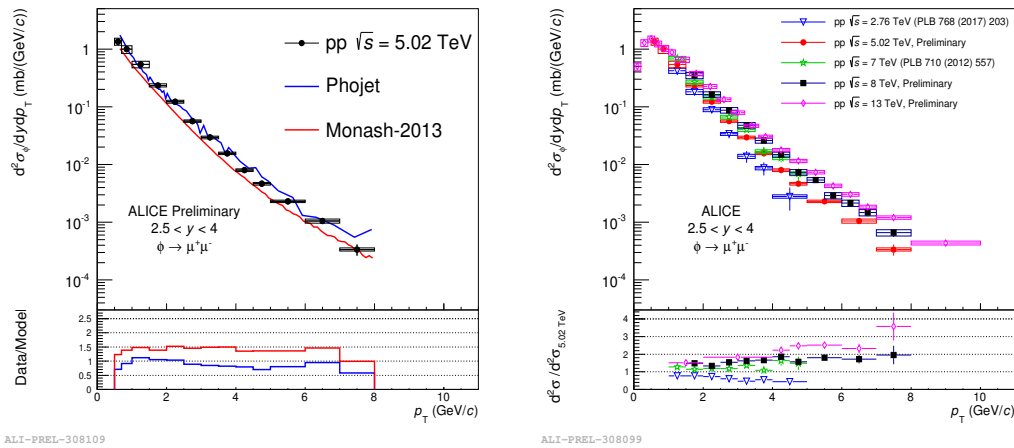 d²σ_ϕ/dydp_T (mb/(GeV/c))
1
10⁻¹
10⁻²
10⁻³
10⁻⁴
pp √s = 5.02 TeV
Phojet
Monash-2013
ALICE Preliminary
2.5 < y < 4
ϕ → μ⁺μ⁻
Data/Model
2.5
2
1.5
1
0.5
0
0 2 4 6 8 10
p_T (GeV/c)
ALI-PREL-308109
d²σ_ϕ/dydp_T (mb/(GeV/c))
1
10⁻¹
10⁻²
10⁻³
10⁻⁴
pp √s = 2.76 TeV (PLB 768 (2017) 203)
pp √s = 5.02 TeV, Preliminary
pp √s = 7 TeV (PLB 710 (2012) 557)
pp √s = 8 TeV, Preliminary
pp √s = 13 TeV, Preliminary
ALICE
2.5 < y < 4
ϕ → μ⁺μ⁻
d²σ /d²σ_5.02 TeV
4
3
2
1
0
0 2 4 6 8 10
p_T (GeV/c)
ALI-PREL-308099